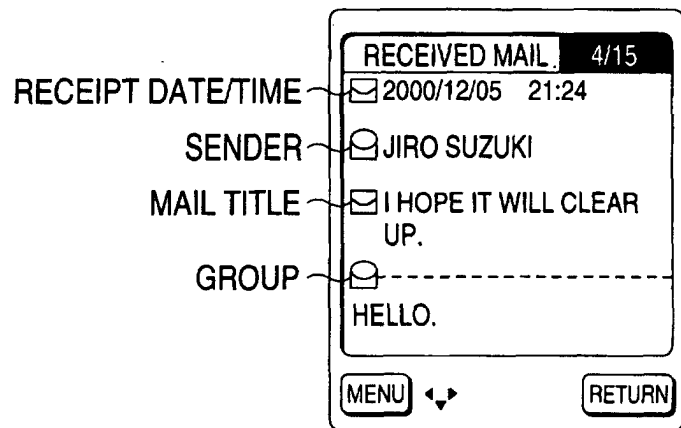 RECEIVED MAIL. 4/15
RECEIPT DATE/TIME 2000/12/05 21:24
SENDER JIRO SUZUKI
MAIL TITLE I HOPE IT WILL CLEAR
UP.
GROUP
HELLO.
MENU RETURN